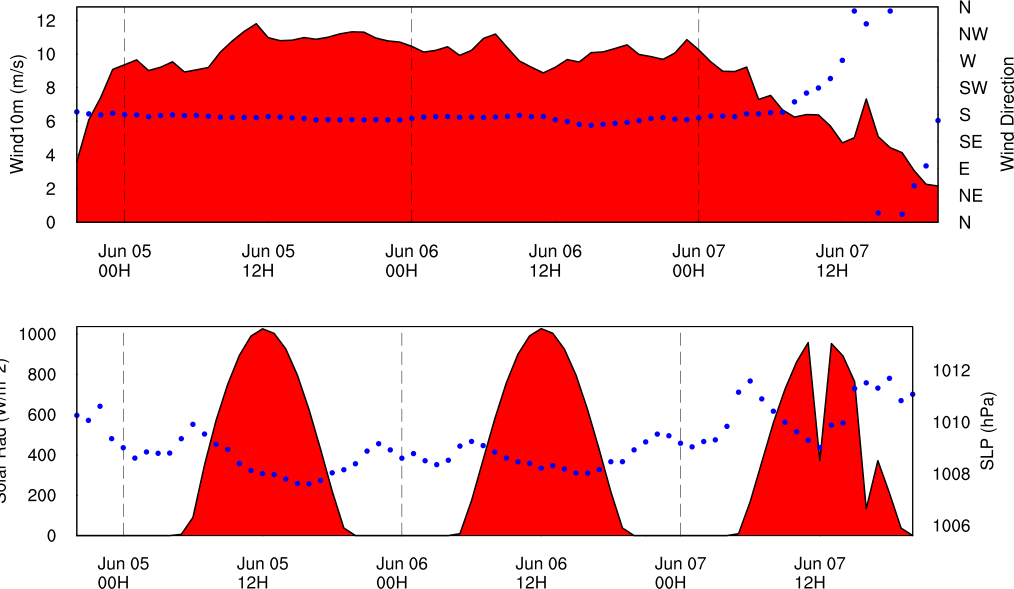 12
10
8
6
4
2
0
Wind10m (m/s)
N
NW
W
SW
S
SE
E
NE
N
Wind Direction
Jun 05 Jun 05 Jun 06 Jun 06 Jun 07 Jun 07
00H 12H 00H 12H 00H 12H
1000
800
600
400
200
0
Solar Rad (W/m^2)
1012
1010
1008
1006
SLP (hPa)
Jun 05 Jun 05 Jun 06 Jun 06 Jun 07 Jun 07
00H 12H 00H 12H 00H 12H